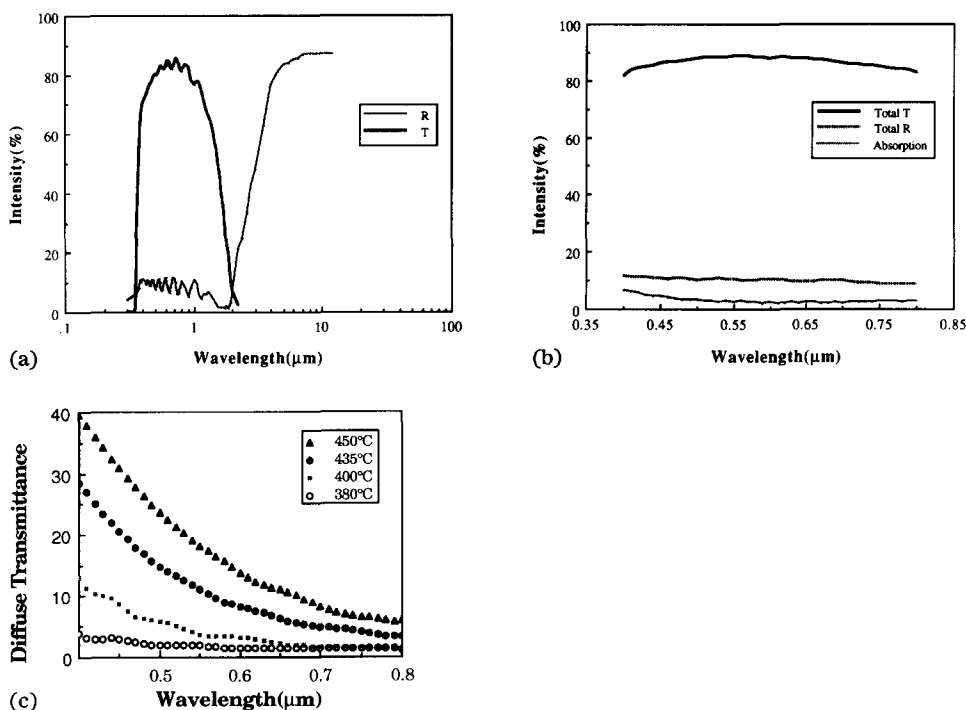 100
80
60
40
20
0
Intensity(%)
R
T
.1
1
10
100
Wavelength(μm)
(a)
100
80
60
40
20
0
Intensity(%)
Total T
Total R
Absorption
0.35
0.45
0.55
0.65
0.75
0.85
Wavelength(μm)
(b)
40
30
20
10
0
Diffuse Transmittance
450°C
435°C
400°C
380°C
0.5
0.6
0.7
0.8
Wavelength(μm)
(c)